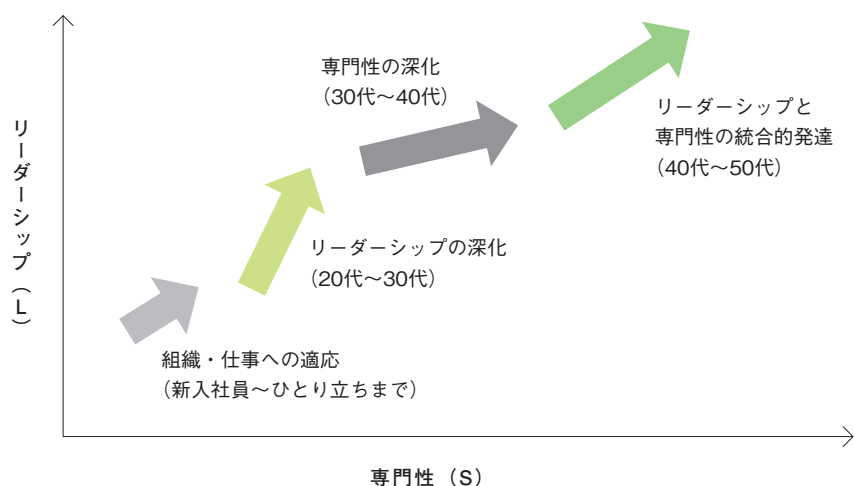 専門性の深化
（30代～40代）
リーダーシップと
専門性の統合的発達
（40代～50代）
リーダーシップ（L）
リーダーシップの深化
（20代～30代）
組織・仕事への適応
（新入社員～ひとり立ちまで）
専門性（S）